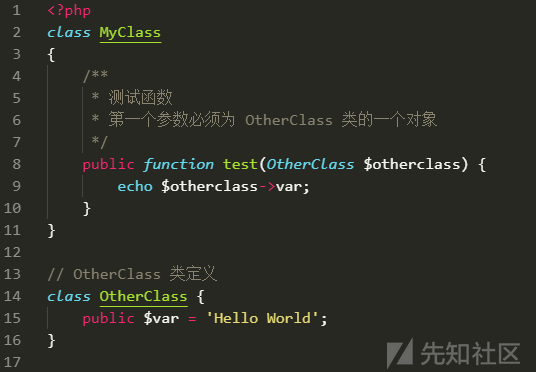 1 <?php
2 class MyClass
3 {
4 /**
5 * 测试函数
6 * 第一个参数必须为 OtherClass 类的一个对象
7 */
8 public function test(OtherClass $otherclass) {
9 echo $otherclass->var;
10 }
11 }
12
13 // OtherClass 类定义
14 class OtherClass {
15 public $var = 'Hello World';
16 }
17
先知社区